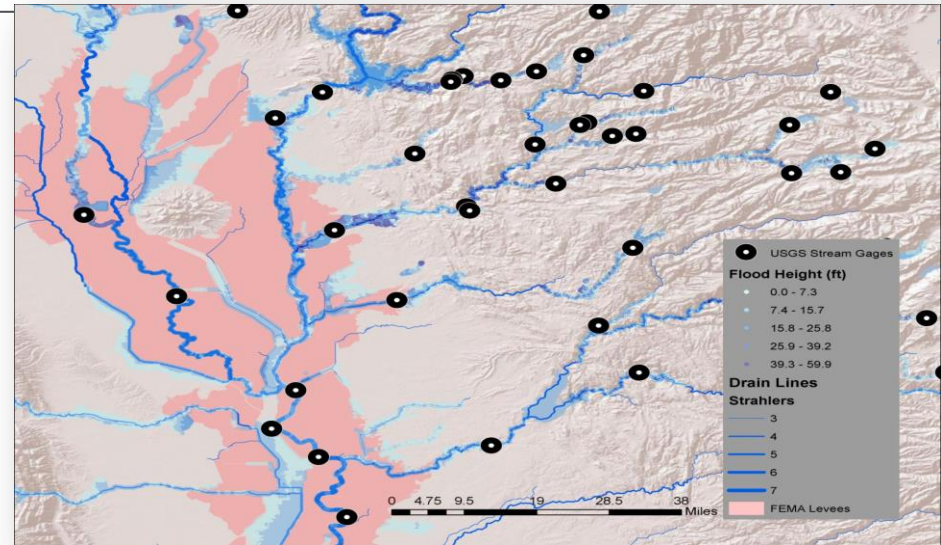 USGS Stream Gages
Flood Height (ft)
0.0 - 7.3
7.4 - 15.7
15.8 - 25.8
25.9 - 39.2
39.3 - 59.9
Drain Lines
Strahlers
3
4
5
6
7
FEMA Levees
0 4.75 9.5 19 28.5 38
Miles